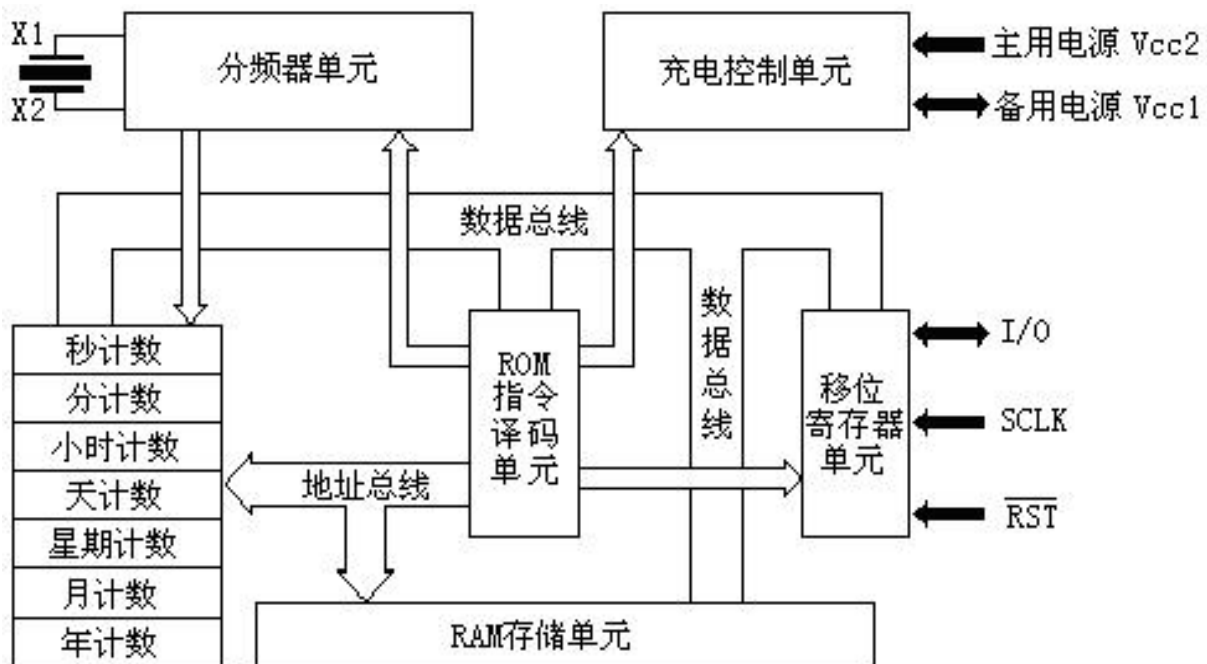 X1
X2
分频器单元
充电控制单元
主用电源 Vcc2
备用电源 Vcc1
数据总线
数
据
总
线
秒计数
分计数
小时计数
天计数
星期计数
月计数
年计数
ROM
指令
译码
单元
地址总线
移位
寄存器
单元
I/O
SCLK
RST
RAM存储单元